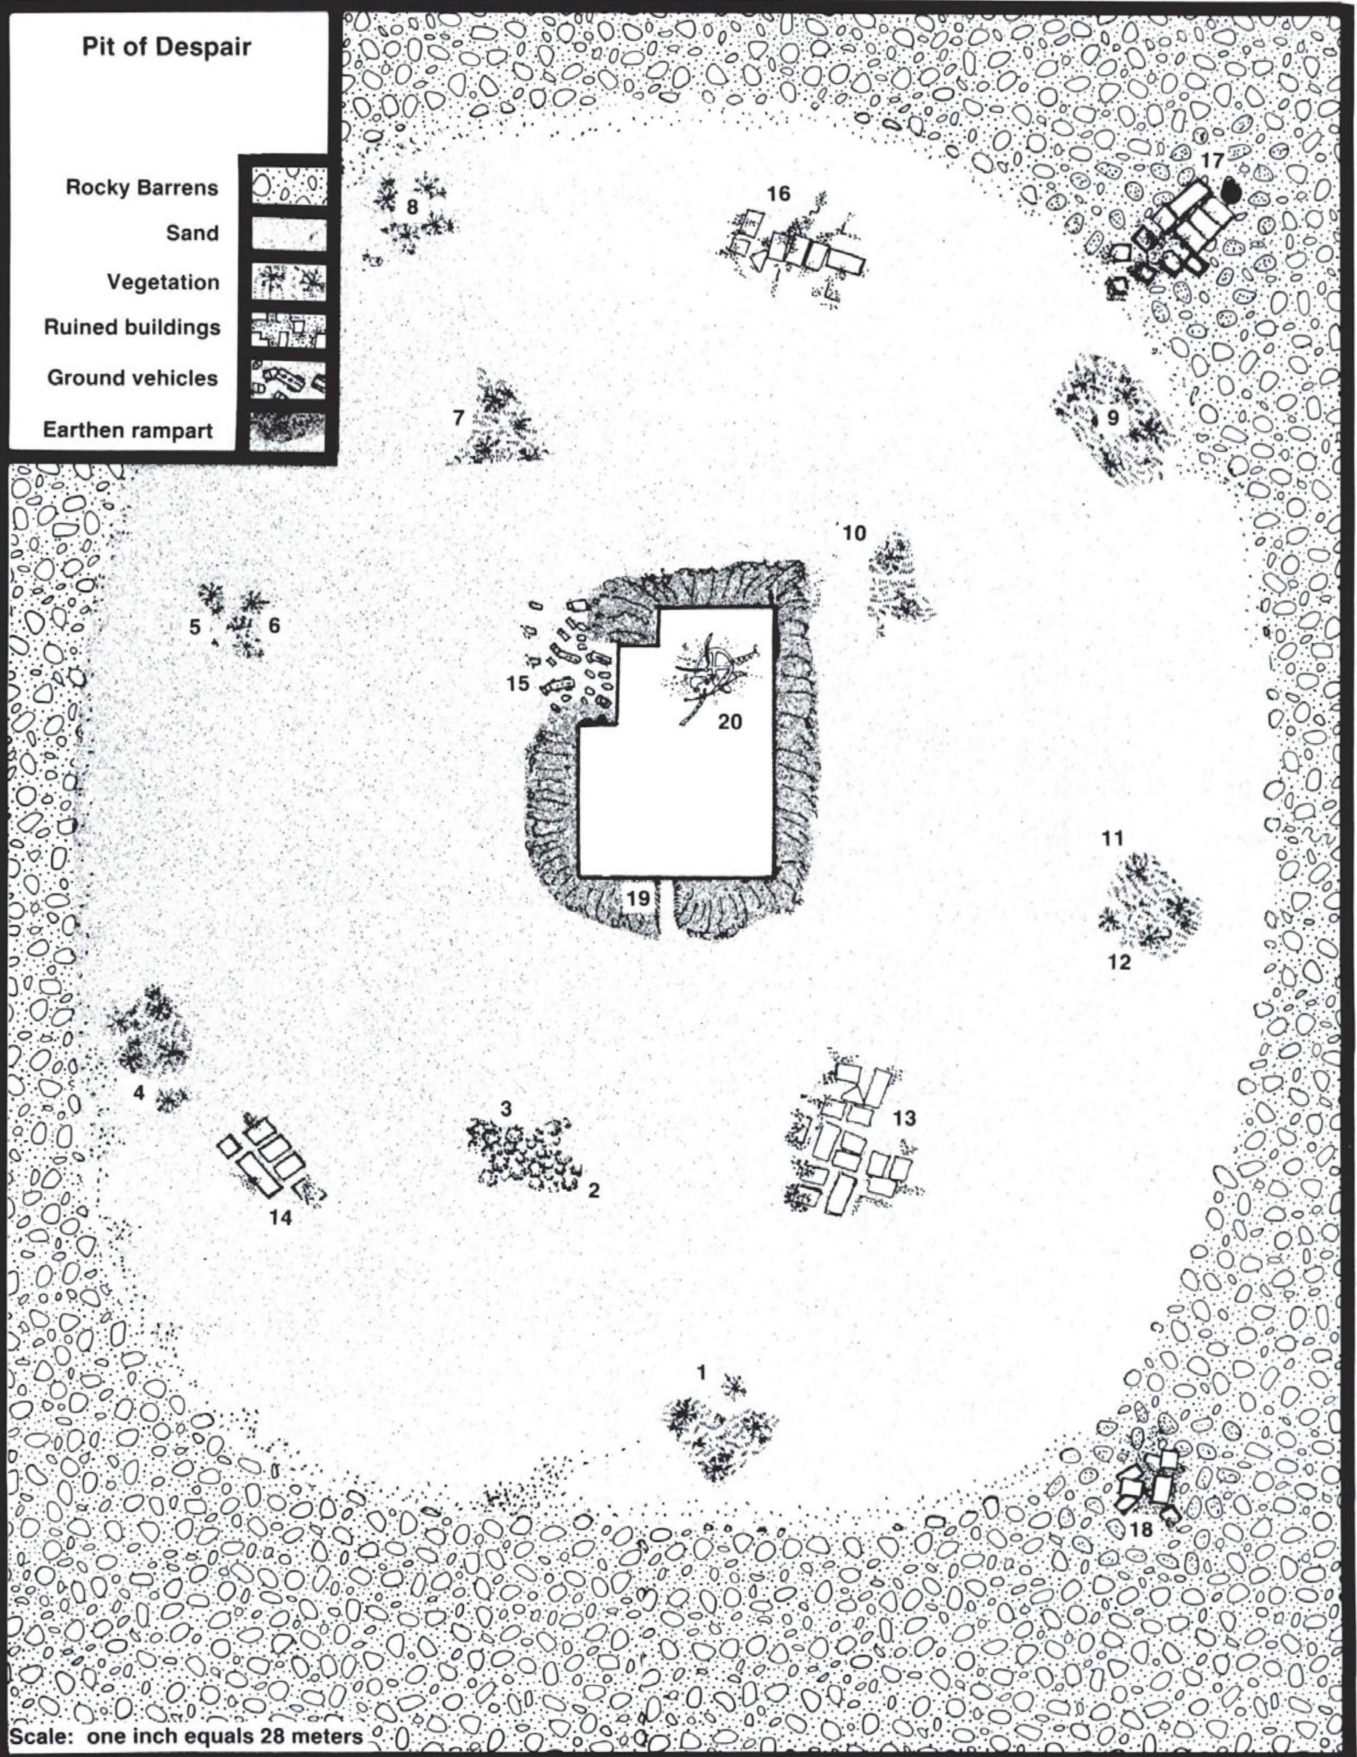 Pit of Despair
Rocky Barrens
Sand
Vegetation
Ruined buildings
Ground vehicles
Earthen rampart
8
16
17
7
9
10
5
6
15
20
11
19
12
4
3
13
2
14
1
18
Scale: one inch equals 28 meters